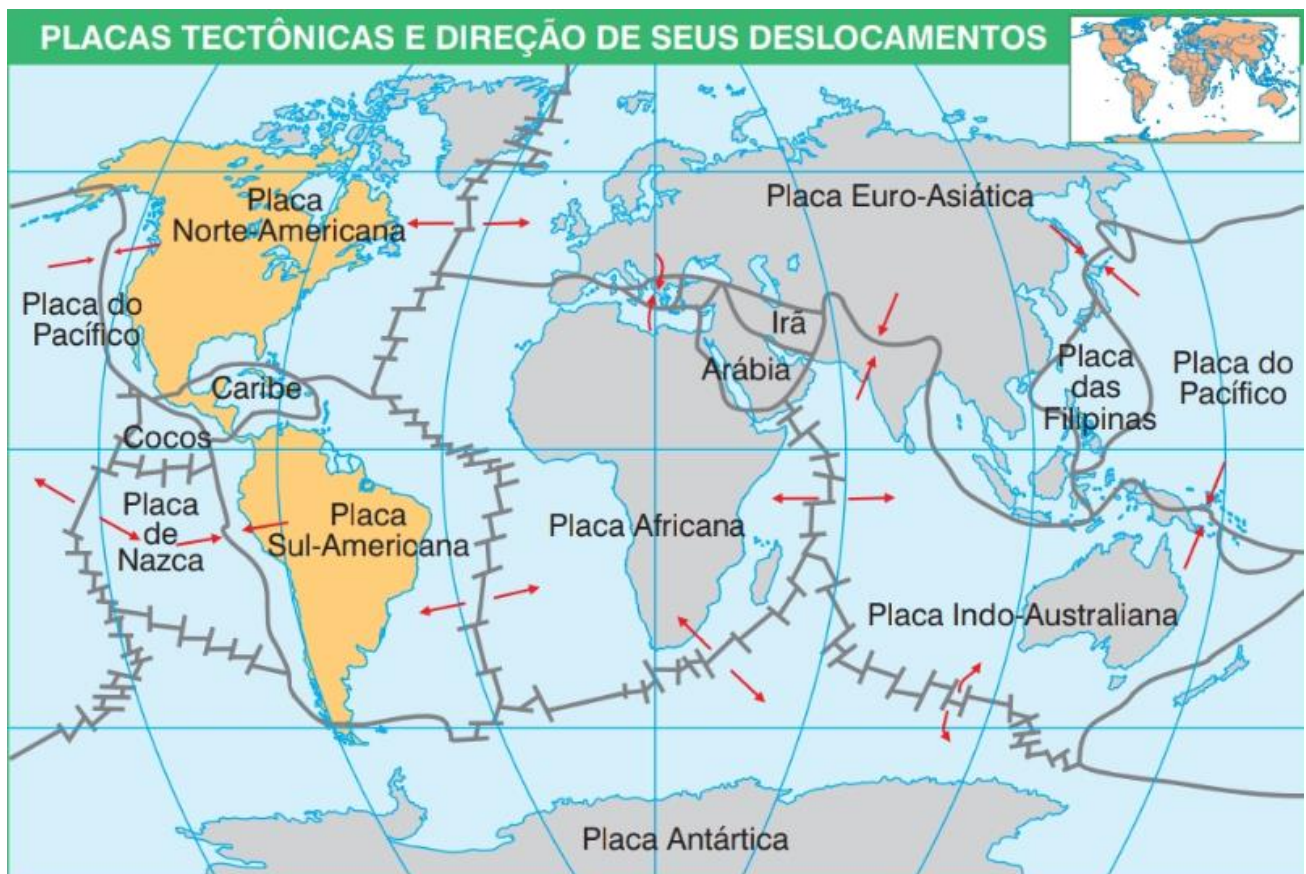 PLACAS TECTÔNICAS E DIREÇÃO DE SEUS DESLOCAMENTOS
Placa
Norte-Americana
Placa Euro-Asiática
Placa do
Pacífico
Caribe
Cocos
Irã
Arábia
Placa
das
Filipinas
Placa do
Pacífico
Placa
de
Nazca
Placa
Sul-Americana
Placa Africana
Placa Indo-Australiana
Placa Antártica